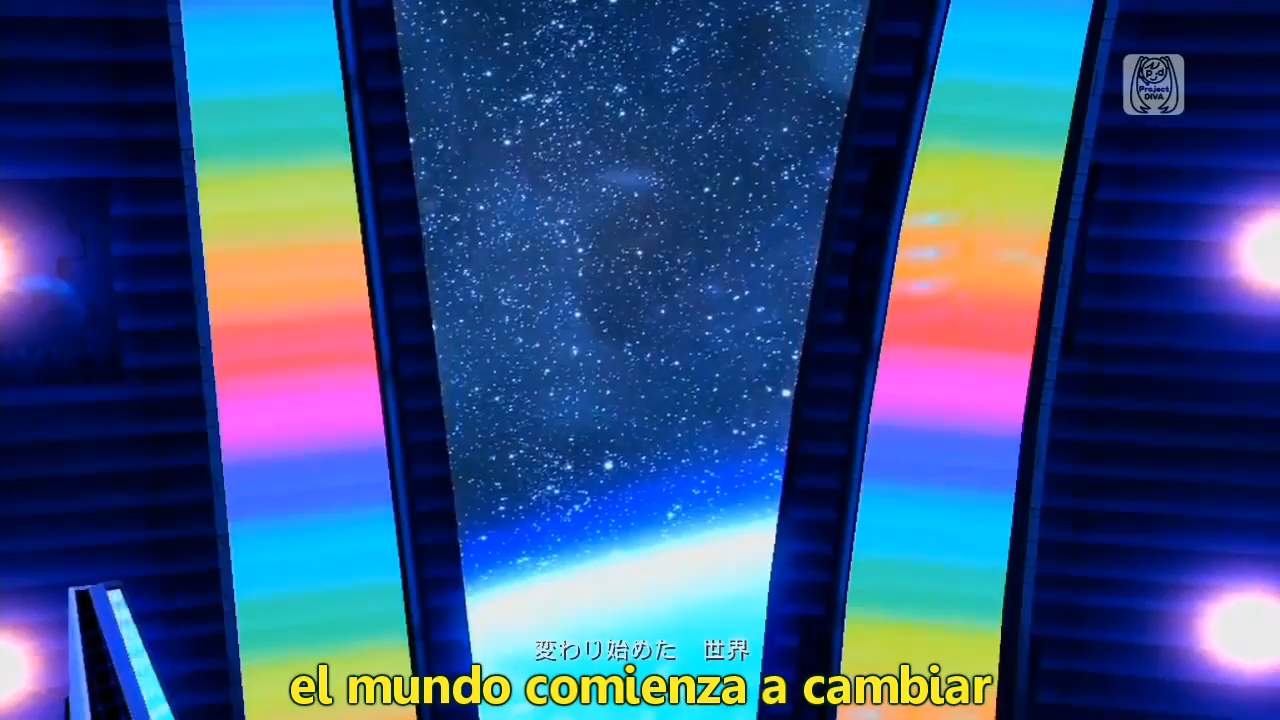 Project
DIVA
変わり始めた　世界
el mundo comienza a cambiar